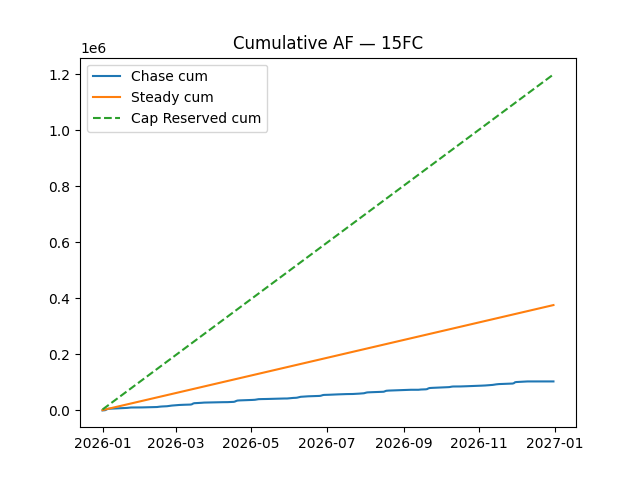 Cumulative AF — 15FC
1e6
Chase cum
Steady cum
Cap Reserved cum
1.2
1.0
0.8
0.6
0.4
0.2
0.0
2026-01 2026-03 2026-05 2026-07 2026-09 2026-11 2027-01